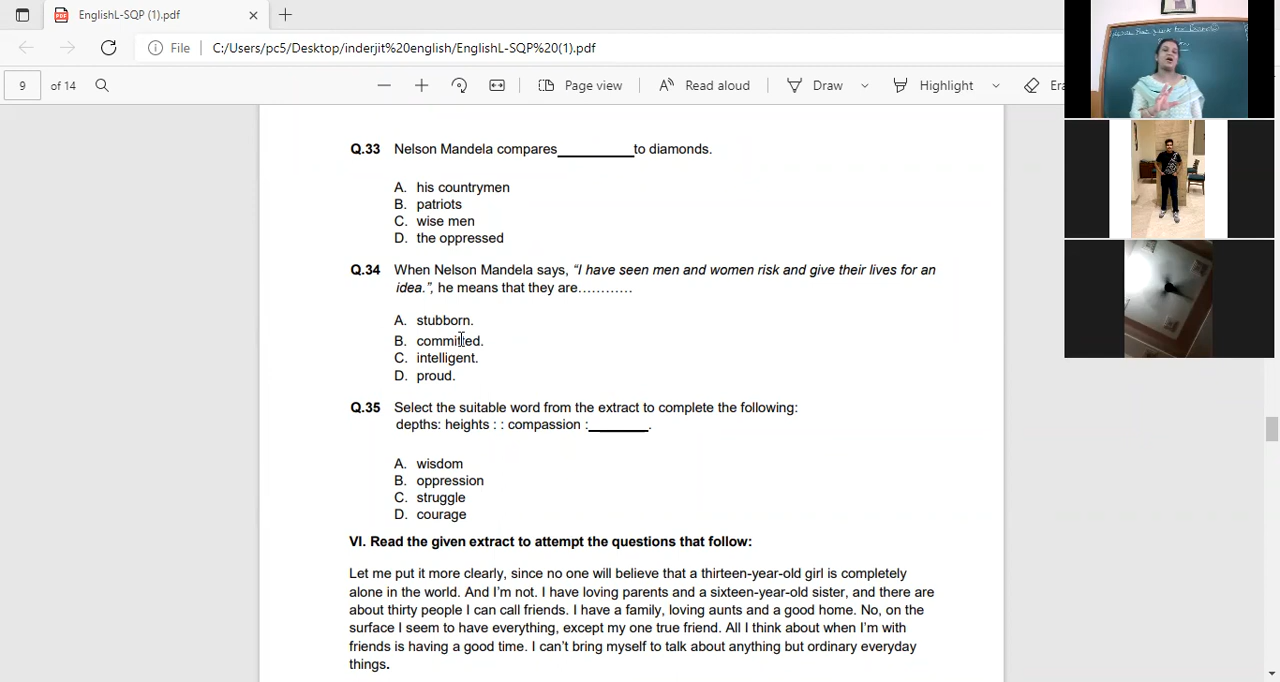 EnglishL-SQP (1).pdf
File
C:/Users/pc5/Desktop/inderjit%20english/EnglishL-SQP%20(1).pdf
9 of 14
Page view
Read aloud
Draw
Highlight
Era
Q.33 Nelson Mandela compares__________to diamonds.
A. his countrymen
B. patriots
C. wise men
D. the oppressed
Q.34 When Nelson Mandela says, “I have seen men and women risk and give their lives for an
idea.”, he means that they are…………
A. stubborn.
B. committed.
C. intelligent.
D. proud.
Q.35 Select the suitable word from the extract to complete the following:
depths: heights : : compassion :________.
A. wisdom
B. oppression
C. struggle
D. courage
VI. Read the given extract to attempt the questions that follow:
Let me put it more clearly, since no one will believe that a thirteen-year-old girl is completely
alone in the world. And I’m not. I have loving parents and a sixteen-year-old sister, and there are
about thirty people I can call friends. I have a family, loving aunts and a good home. No, on the
surface I seem to have everything, except my one true friend. All I think about when I’m with
friends is having a good time. I can’t bring myself to talk about anything but ordinary everyday
things.